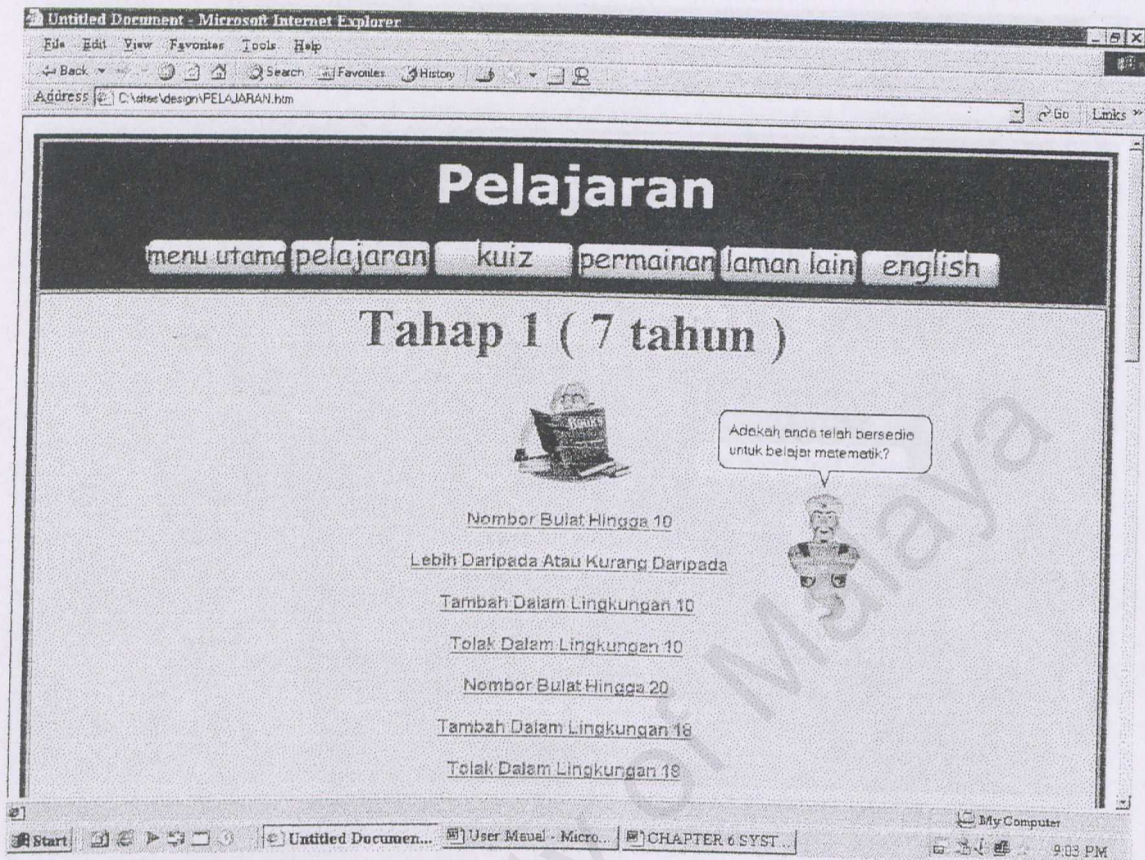 Untitled Document - Microsoft Internet Explorer
File Edit View Favorites Tools Help
Back Search Favorites History
Address C:\sites\design\PELAJARAN.htm Go Links »
Pelajaran
menu utama pelajaran kuiz permainan laman lain english
Tahap 1 ( 7 tahun )
BOOKS
Adakah anda telah bersedia
untuk belajar matematik?
Nombor Bulat Hingga 10
Lebih Daripada Atau Kurang Daripada
Tambah Dalam Lingkungan 10
Tolak Dalam Lingkungan 10
Nombor Bulat Hingga 20
Tambah Dalam Lingkungan 18
Tolak Dalam Lingkungan 18
My Computer
Start Untitled Documen... User Maual - Micro... CHAPTER 6 SYST... 9:03 PM
of Malaya